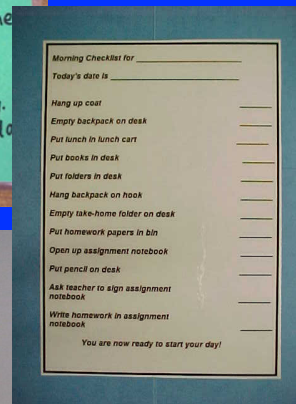 Morning Checklist for
Today's date is
Hang up coat
Empty backpack on desk
Put lunch in lunch cart
Put books in desk
Put folders in desk
Hang backpack on hook
Empty take-home folder on desk
Put homework papers in bin
Open up assignment notebook
Put pencil on desk
Ask teacher to sign assignment
notebook
Write homework in assignment
notebook
You are now ready to start your day!